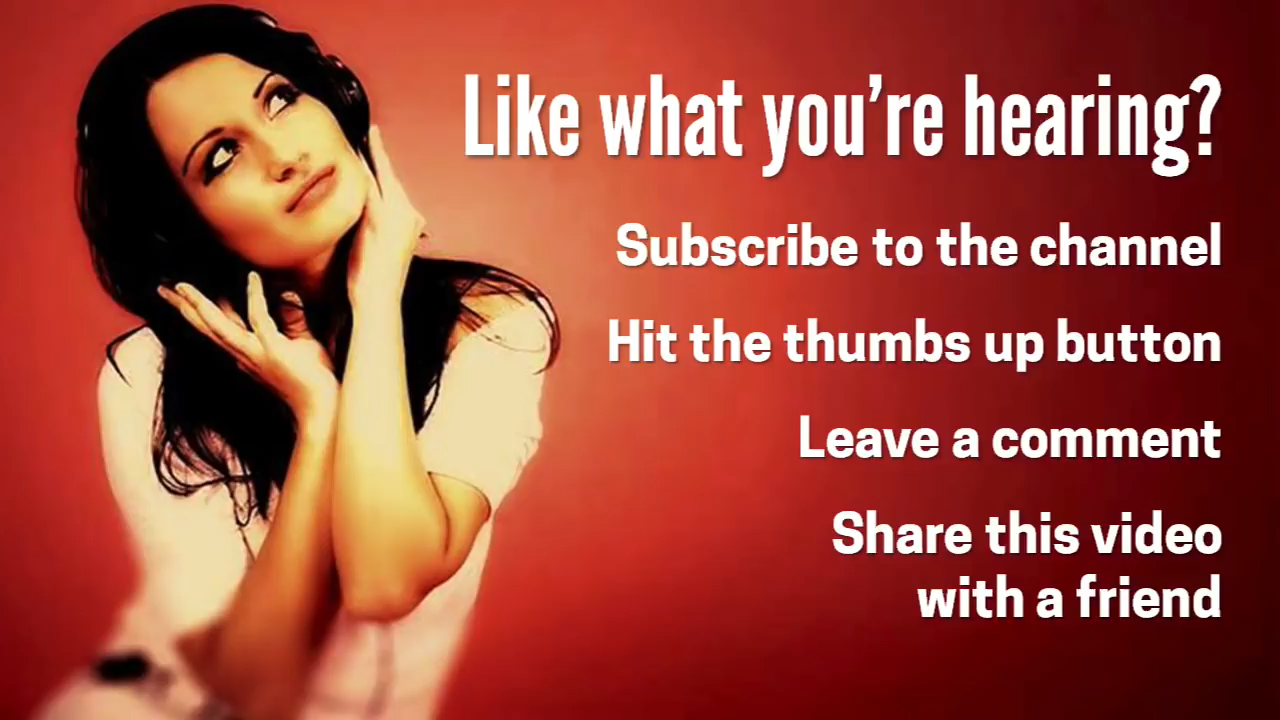 Like what you’re hearing?
Subscribe to the channel
Hit the thumbs up button
Leave a comment
Share this video
with a friend